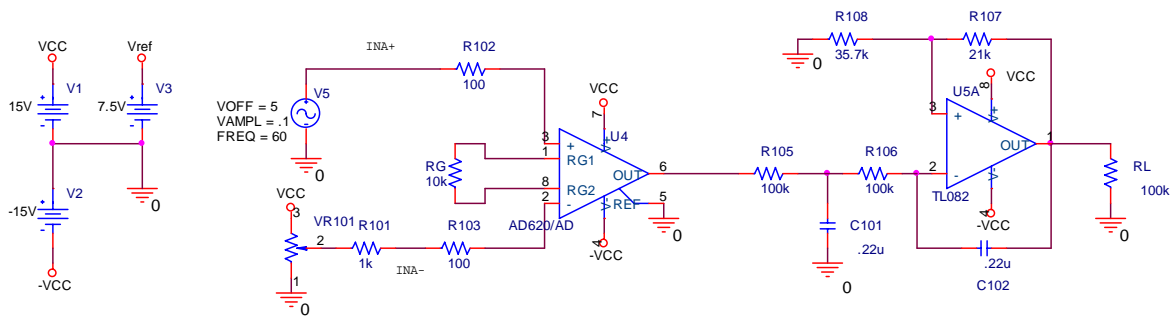 VCC
Vref
V1
V3
15V
7.5V
+
-
+
-
0
V2
-15V
+
-
-VCC
INA+
R102
100
V5
VOFF = 5
VAMPL = .1
FREQ = 60
+
-
0
VCC
7
U4
3
1
8
2
+
RG1
RG2
-
V+
V-
OUT
REF
6
5
0
4
-VCC
AD620/AD
RG
10k
VCC
3
VR101
2
1
0
R101
1k
R103
100
INA-
R105
100k
R106
100k
C101
.22u
0
R108
35.7k
0
R107
21k
VCC
8
U5A
3
+
V+
OUT
1
2
-
V-
TL082
4
-VCC
.22u
C102
RL
100k
0